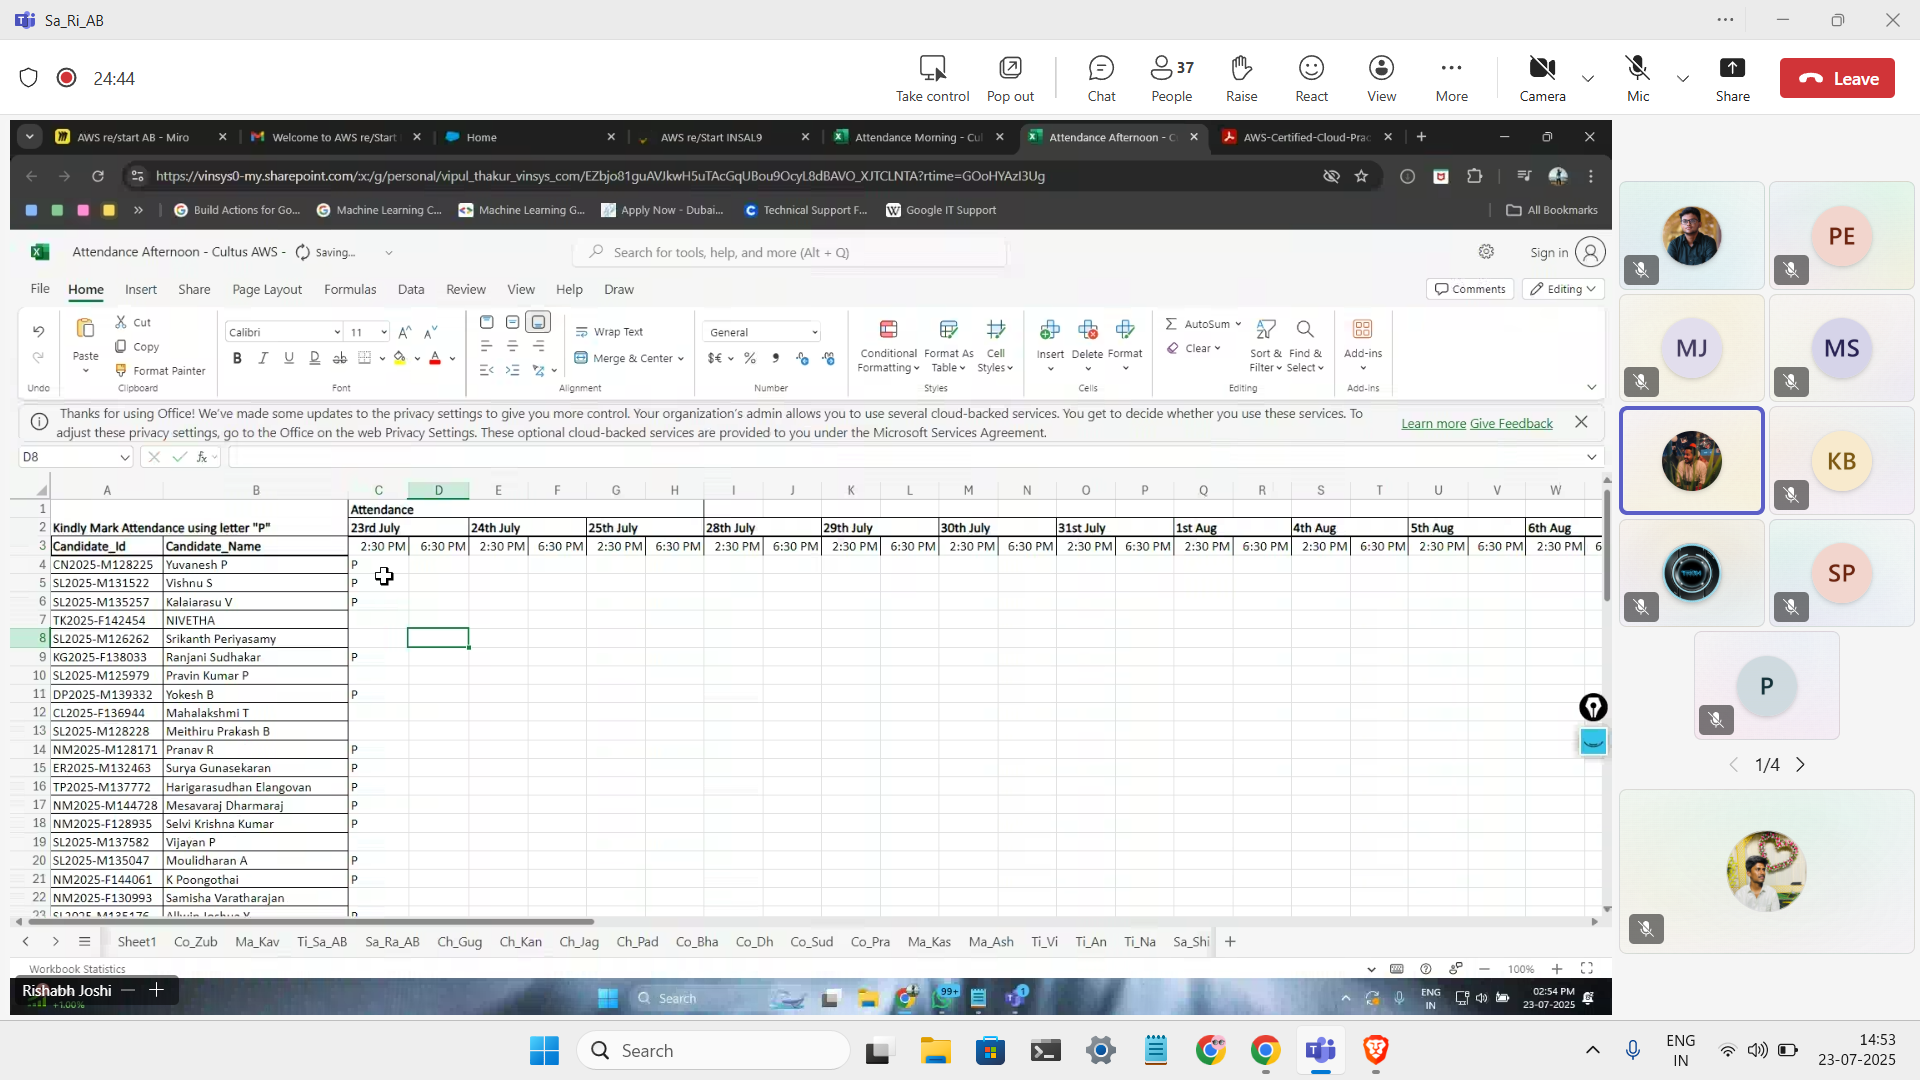 Sa_Ri_AB
24:44
Take control
Pop out
Chat
37
People
Raise
React
View
More
Camera
Mic
Share
Leave
AWS re/start AB - Miro
Welcome to AWS re/Start
Home
AWS re/Start INSAL9
Attendance Morning - Cul
Attendance Afternoon - C
AWS-Certified-Cloud-Prac
https://vinsys0-my.sharepoint.com/:x:/g/personal/vipul_thakur_vinsys_com/EZbjo81guAVJkwH5uTAcGqUBou9OcyL8dBAVO_XJTCLNTA?rtime=GOoHYAzI3Ug
Build Actions for Go...
Machine Learning C...
Machine Learning G...
Apply Now - Dubai...
Technical Support F...
Google IT Support
All Bookmarks
Attendance Afternoon - Cultus AWS -
Saving...
Search for tools, help, and more (Alt + Q)
Sign in
File
Home
Insert
Share
Page Layout
Formulas
Data
Review
View
Help
Draw
Comments
Editing
Undo
Paste
Cut
Copy
Format Painter
Clipboard
Calibri
11
Font
Wrap Text
Merge & Center
Alignment
General
Number
Conditional Formatting
Format As Table
Cell Styles
Styles
Insert
Delete
Format
Cells
AutoSum
Clear
Sort & Filter
Find & Select
Editing
Add-ins
Add-ins
Thanks for using Office! We've made some updates to the privacy settings to give you more control. Your organization's admin allows you to use several cloud-backed services. You get to decide whether you use these services. To
adjust these privacy settings, go to the Office on the web Privacy Settings. These optional cloud-backed services are provided to you under the Microsoft Services Agreement.
Learn more Give Feedback
D8
fx
A B C D E F G H I J K L M N O P Q R S T U V W
1 Attendance
2 Kindly Mark Attendance using letter "P" 23rd July 24th July 25th July 28th July 29th July 30th July 31st July 1st Aug 4th Aug 5th Aug 6th Aug
3 Candidate_Id Candidate_Name 2:30 PM 6:30 PM 2:30 PM 6:30 PM 2:30 PM 6:30 PM 2:30 PM 6:30 PM 2:30 PM 6:30 PM 2:30 PM 6:30 PM 2:30 PM 6:30 PM 2:30 PM 6:30 PM 2:30 PM 6:30 PM 2:30 PM 6:30 PM 2:30 PM 6
4 CN2025-M128225 Yuvanesh P P
5 SL2025-M131522 Vishnu S P
6 SL2025-M135257 Kalaiarasu V P
7 TK2025-F142454 NIVETHA
8 SL2025-M126262 Srikanth Periyasamy
9 KG2025-F138033 Ranjani Sudhakar P
10 SL2025-M125979 Pravin Kumar P
11 DP2025-M139332 Yokesh B P
12 CL2025-F136944 Mahalakshmi T
13 SL2025-M128228 Meithiru Prakash B
14 NM2025-M128171 Pranav R P
15 ER2025-M132463 Surya Gunasekaran P
16 TP2025-M137772 Harigarasudhan Elangovan P
17 NM2025-M144728 Mesavaraj Dharmaraj P
18 NM2025-F128935 Selvi Krishna Kumar P
19 SL2025-M137582 Vijayan P
20 SL2025-M135047 Moulidharan A P
21 NM2025-F144061 K Poongothai P
22 NM2025-F130993 Samisha Varatharajan
23 SL2025-M135176 Allwin Joshua Y P
Sheet1 Co_Zub Ma_Kav Ti_Sa_AB Sa_Ra_AB Ch_Gug Ch_Kan Ch_Jag Ch_Pad Co_Bha Co_Dh Co_Sud Co_Pra Ma_Kas Ma_Ash Ti_Vi Ti_An Ti_Na Sa_Shi
Workbook Statistics
100%
Rishabh Joshi
+1.00%
Search
99+
1
ENG
IN
02:54 PM
23-07-2025
PE
MJ
MS
KB
SP
P
1/4
Search
ENG
IN
14:53
23-07-2025